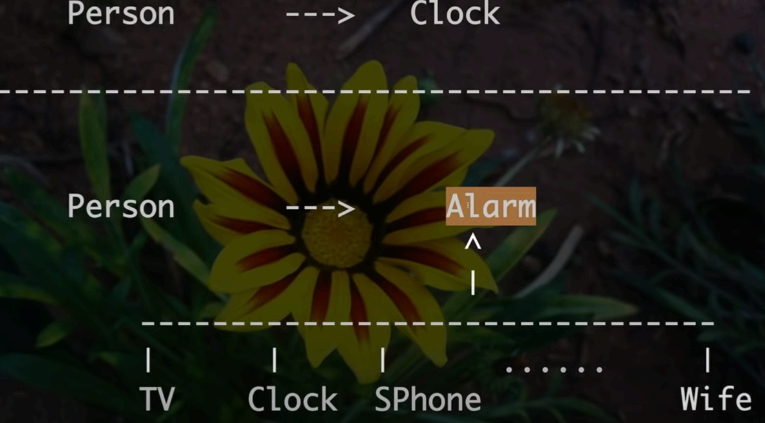 Person ---> Clock
------------------------------------------------------------
Person ---> Alarm
^
|
------------------------------------------------
| | | ...... |
TV Clock SPhone Wife